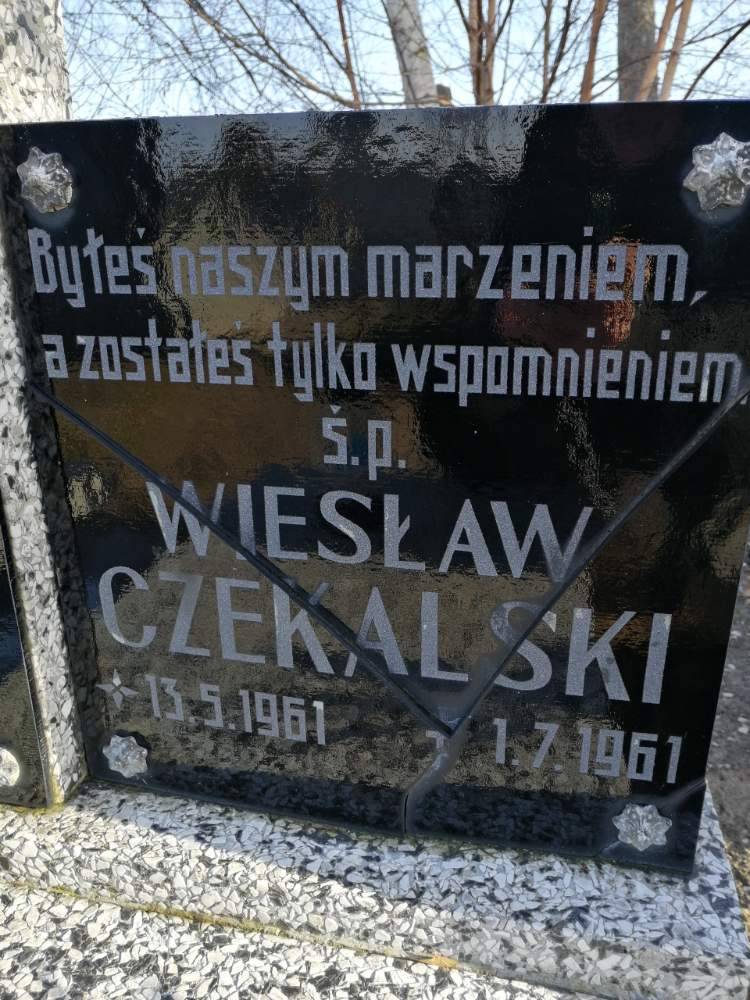 Byłeś naszym marzeniem,
a zostałeś tylko wspomnieniem
ś.p.
WIESŁAW
CZEKALSKI
13.5.1961 1.7.1961